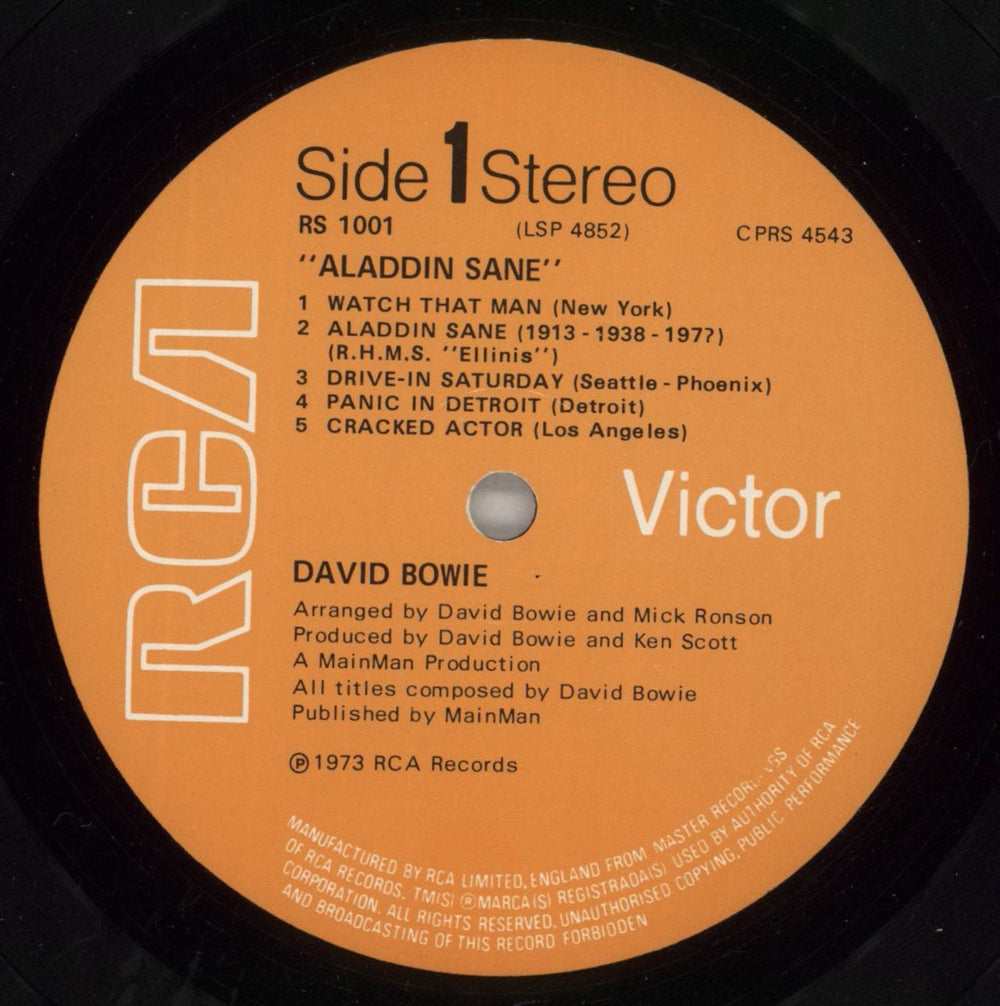 Side 1 Stereo
RS 1001 (LSP 4852) CPRS 4543
"ALADDIN SANE"
1 WATCH THAT MAN (New York)
2 ALADDIN SANE (1913 - 1938 - 197?)
(R.H.M.S. "Ellinis")
3 DRIVE-IN SATURDAY (Seattle - Phoenix)
4 PANIC IN DETROIT (Detroit)
5 CRACKED ACTOR (Los Angeles)
RCA
Victor
DAVID BOWIE
Arranged by David Bowie and Mick Ronson
Produced by David Bowie and Ken Scott
A MainMan Production
All titles composed by David Bowie
Published by MainMan
℗ 1973 RCA Records
MANUFACTURED BY RCA LIMITED, ENGLAND FROM MASTER RECORDINGS
OF RCA RECORDS. TM(S) ® MARCA(S) REGISTRADA(S) USED BY AUTHORITY OF RCA
CORPORATION. ALL RIGHTS RESERVED. UNAUTHORISED COPYING, PUBLIC PERFORMANCE
AND BROADCASTING OF THIS RECORD FORBIDDEN